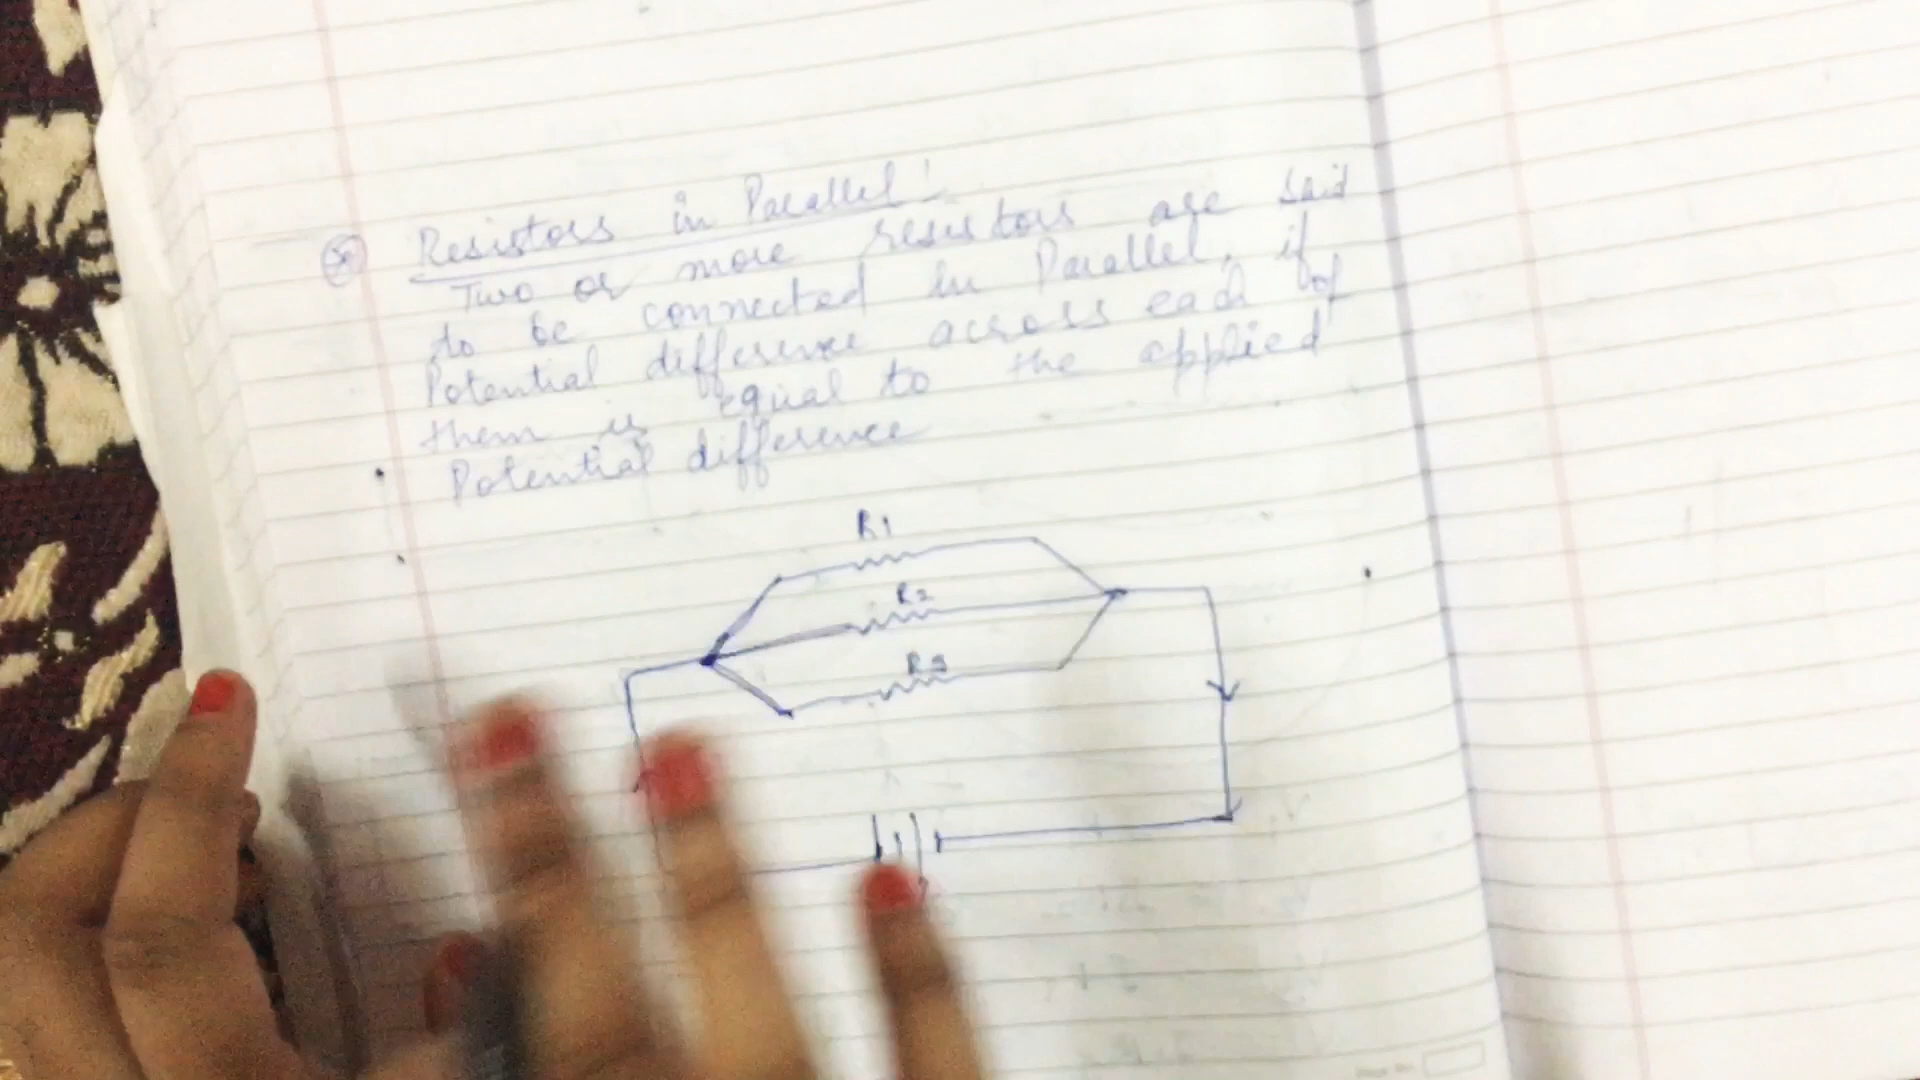 Resistors in Parallel!
Two or more resistors are said
to be connected in Parallel, if
Potential difference across each of
them is equal to the applied
Potential difference
R1
R2
R3